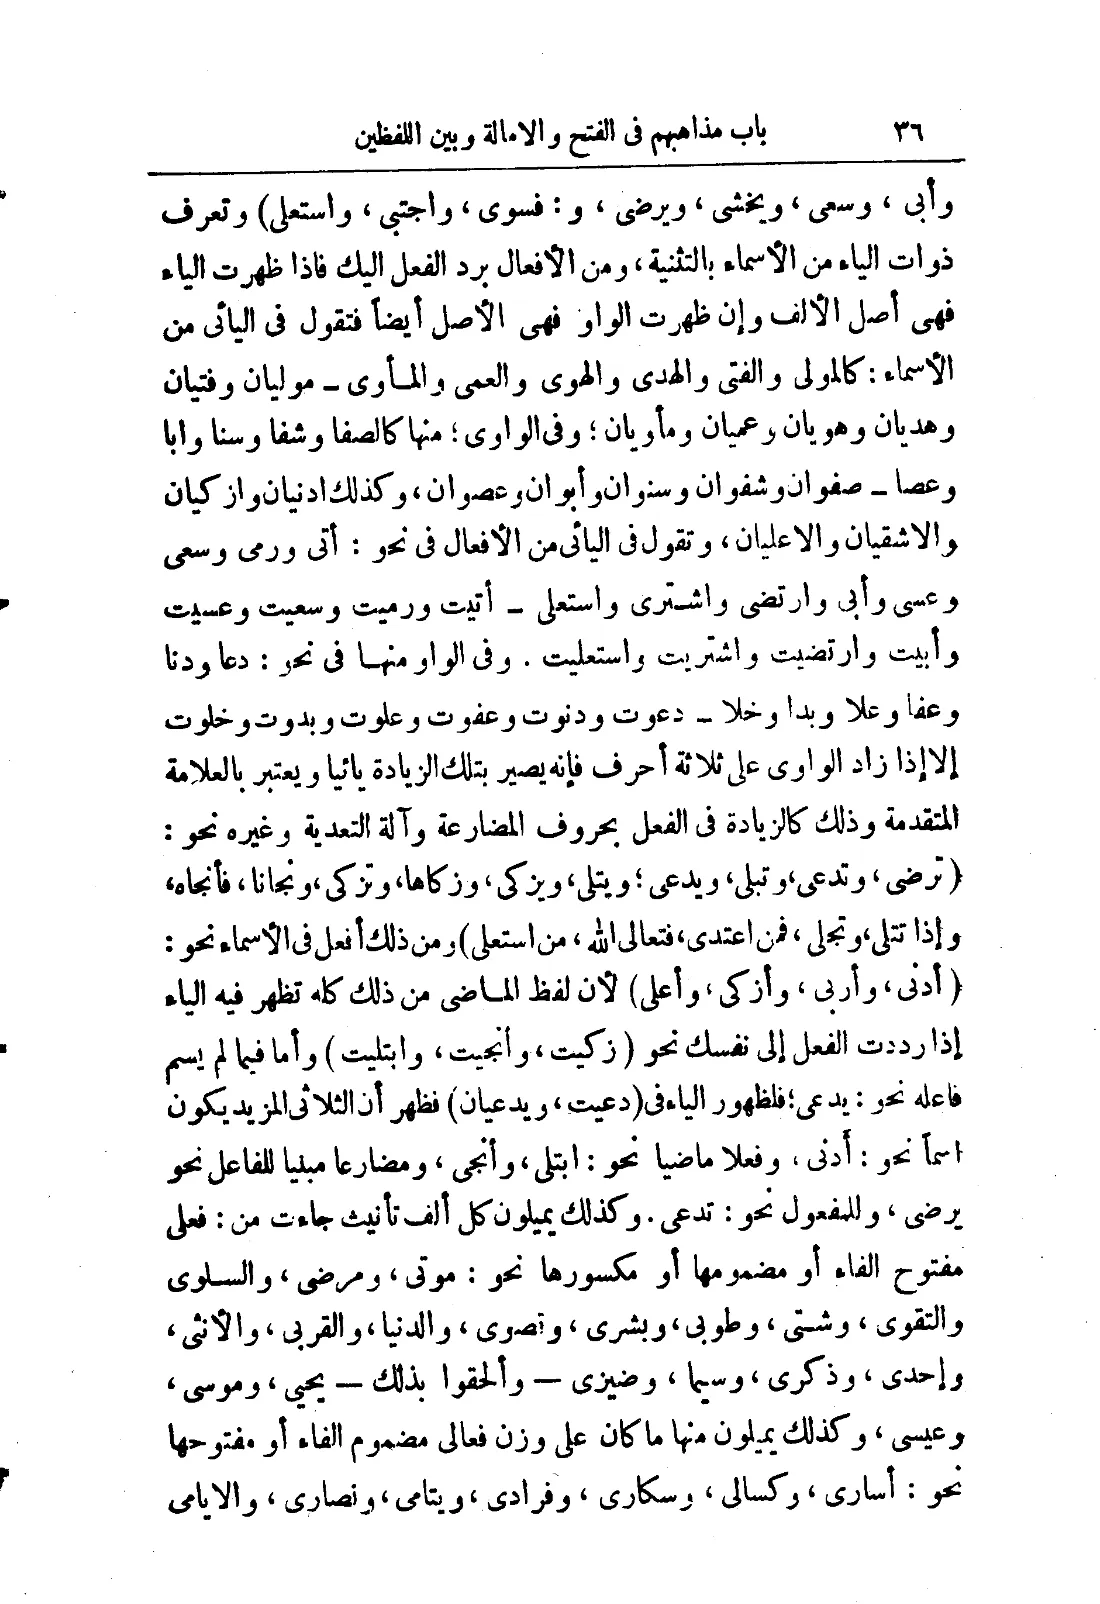 ٣٦ باب مذاهبهم فى الفتح والامالة وبين اللفظين
وأبى ، وسعى ، ويخشى ، ويرضى ، و : فسوى ، واجتبى ، واستعلى) وتعرف
ذوات الياء من الأسماء بالتثنية ، ومن الأفعال برد الفعل اليك فاذا ظهرت الياء
فهى أصل الألف وإن ظهرت الواو فهى الأصل أيضاً فتقول فى اليائى من
الأسماء : كالمولى والفتى والهدى والهوى والعمى والمـأوى ـ موليان وفتيان
وهديان وهويان وعميان ومأويان ؛ وفى الواوى ؛ منها كالصفا وشفا وسنا وابا
وعصا ـ صفوان وشفوان وسنوان وأبوان وعصوان ، وكذلك ادنيان وازكيان
والاشقيان والاعليان ، وتقول فى اليائى من الأفعال فى نحو : أتى ورمى وسعى
وعسى وأبى وارتضى واشترى واستعلى ـ أتيت ورميت وسعيت وعسيت
وأبيت وارتضيت واشتريت واستعليت . وفى الواو منهـا فى نحو : دعا ودنا
وعفا وعلا وبدا وخلا ـ دعوت ودنوت وعفوت وعلوت وبدوت وخلوت
إلا إذا زاد الواوى على ثلاثة أحرف فإنه يصير بتلك الزيادة يائيا ويعتبر بالعلامة
المتقدمة وذلك كالزيادة فى الفعل بحروف المضارعة وآلة التعدية وغيره نحو :
( ترضى ، وتدعى ، وتبلى ، ويدعى ؛ ويتلى ، ويزكى ، وزكاها ، وتزكى ، ونجانا ، فأنجاه ،
وإذا تتلى ، وتجلى ، فمن اعتدى ، فتعالى الله ، من استعلى) ومن ذلك أفعل فى الأسماء نحو :
( أدنى ، وأربى ، وأزكى ، وأعلى) لأن لفظ المـاضى من ذلك كله تظهر فيه الياء
إذا رددت الفعل إلى نفسك نحو ( زكيت ، وأنجيت ، وابتليت ) وأما فيما لم يسم
فاعله نحو : يدعى ؛ فلظهور الياء فى (دعيت ، ويدعيان) فظهر أن الثلاثى المزيد يكون
اسماً نحو : أَدنى ، وفعلا ماضيا نحو : ابتلى ، وأنجى ، ومضارعا مبنيا للفاعل نحو
يرضى ، وللمفعول نحو : تدعى . وكذلك يميلون كل ألف تأنيث جاءت من : فعلى
مفتوح الفاء أو مضمومها أو مكسورها نحو : موتى ، ومرضى ، والسـلوى
والتقوى ، وشـتى ، وطوبى ، وبشرى ، وقصوى ، والدنيا ، والقربى ، والأنثى ،
وإحدى ، وذكرى ، وسيما ، وضيزى — وألحقوا بذلك — يحيى ، وموسى ،
وعيسى ، وكذلك يميلون منها ما كان على وزن فعالى مضموم الفاء أو مفتوحها
نحو : أسارى ، وكسالى ، وسكارى ، وفرادى ، ويتامى ، ونصارى ، والايامى